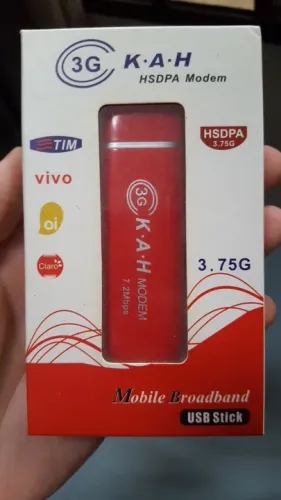 3G K·A·H
HSDPA Modem
TIM
HSDPA
3.75G
vivo
oi
Claro
3G K·A·H MODEM
7.2Mbps
3.75G
Mobile Broadband
USB Stick